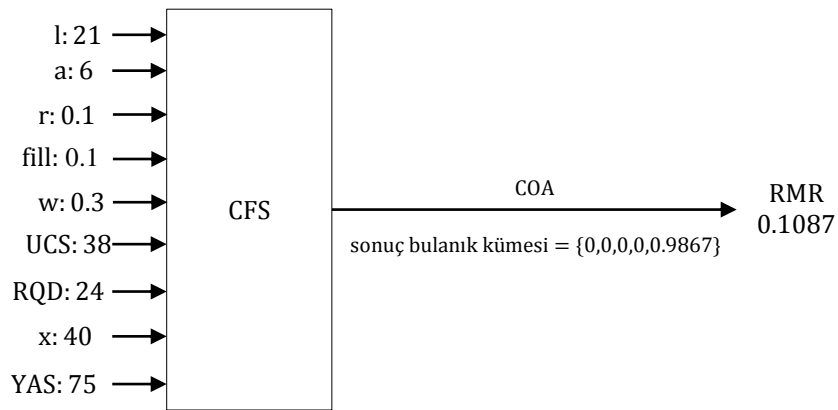 l: 21
a: 6
r: 0.1
fill: 0.1
w: 0.3
UCS: 38
RQD: 24
x: 40
YAS: 75
CFS
COA
sonuç bulanık kümesi = {0,0,0,0,0.9867}
RMR
0.1087